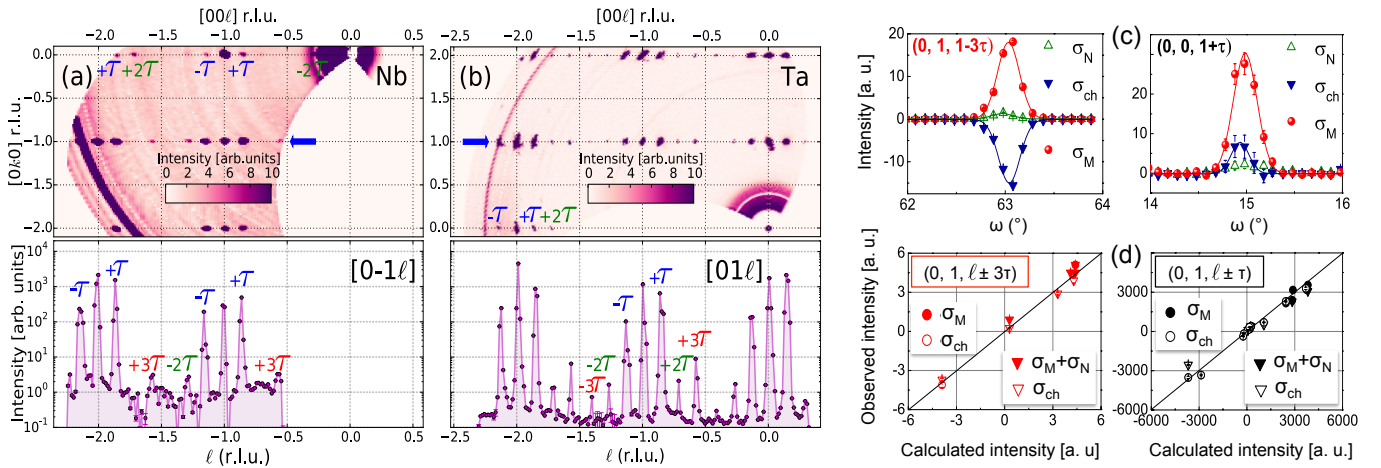 [00ℓ] r.l.u.
−2.0 −1.5 −1.0 −0.5 0.0
[0k0] r.l.u.
0.0
−0.5
−1.0
−1.5
−2.0
(a)
Nb
+τ +2τ -τ +τ -2τ
Intensity [arb.units]
0 2 4 6 8 10
Intensity [arb. units]
10⁴
10³
10²
10¹
10⁰
10⁻¹
[0-1ℓ]
-τ +τ -τ +τ
+3τ -2τ +3τ
−2.0 −1.5 −1.0 −0.5 0.0
ℓ (r.l.u.)
[00ℓ] r.l.u.
−2.0 −1.5 −1.0 −0.5 0.0
2.0
1.5
1.0
0.5
0.0
(b)
Ta
Intensity [arb.units]
0 2 4 6 8 10
-τ +τ +2τ
[01ℓ]
-τ +τ
+3τ
-2τ +2τ
-3τ
−2.5 −2.0 −1.5 −1.0 −0.5 0.0
ℓ (r.l.u.)
Intensity [a. u.]
20
10
0
-10
(0, 1, 1-3τ)
σN
σch
σM
62 63 64
ω (°)
(c)
30
20
10
0
(0, 0, 1+τ)
σN
σch
σM
14 15 16
ω (°)
Observed intensity [a. u.]
6
3
0
-3
-6
(0, 1, ℓ ± 3τ)
σM
σch
σM+σN
σch
-6 -3 0 3 6
Calculated intensity [a. u]
(d)
3000
0
-3000
-6000
(0, 1, ℓ ± τ)
σM
σch
σM+σN
σch
-6000 -3000 0 3000 6000
Calculated intensity [a. u.]